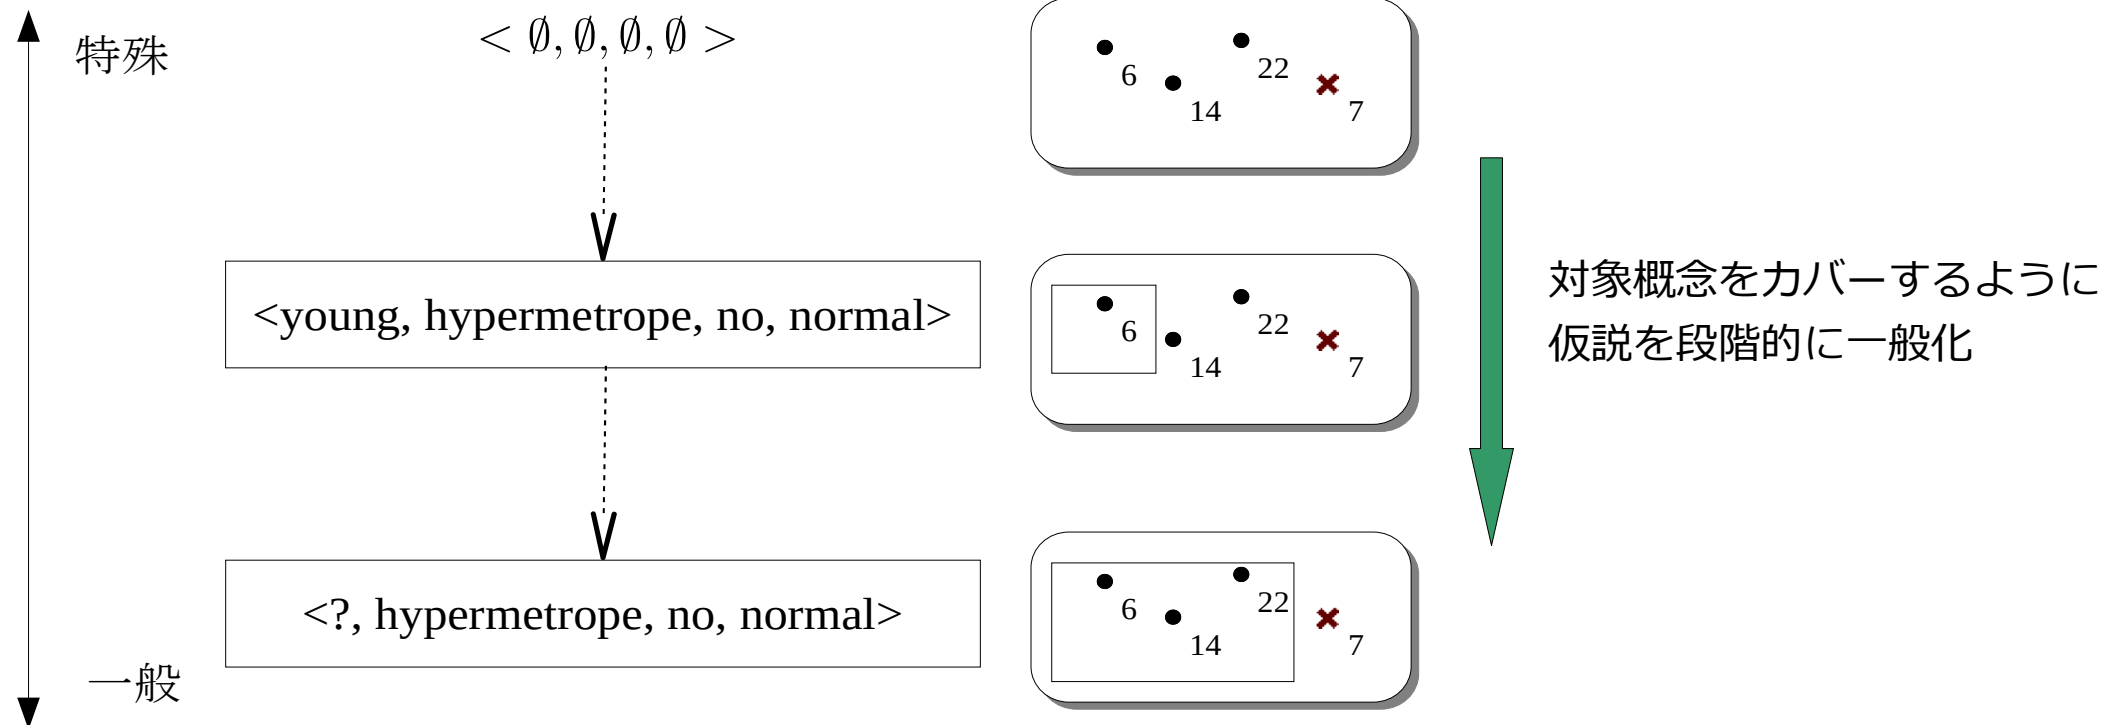 特殊
< ∅, ∅, ∅, ∅ >
6
14
22
7
<young, hypermetrope, no, normal>
6
14
22
7
対象概念をカバーするように
仮説を段階的に一般化
<?, hypermetrope, no, normal>
6
14
22
7
一般